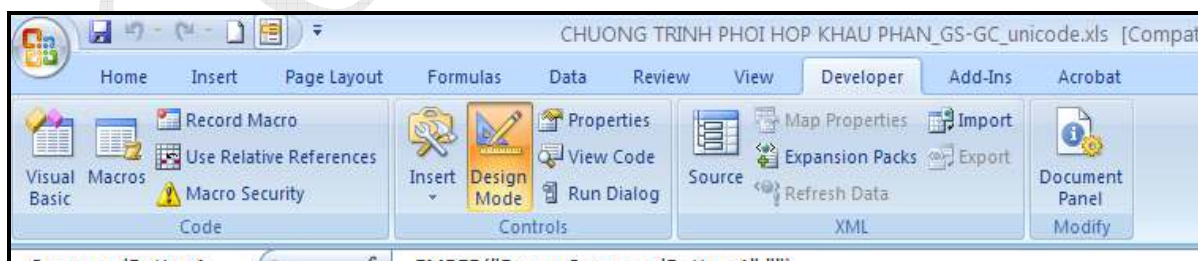 CHUONG TRINH PHOI HOP KHAU PHAN_GS-GC_unicode.xls [Compat
Home Insert Page Layout Formulas Data Review View Developer Add-Ins Acrobat
Visual Basic
Macros
Record Macro
Use Relative References
Macro Security
Code
Insert
Design Mode
Properties
View Code
Run Dialog
Controls
Source
Map Properties
Expansion Packs
Refresh Data
Import
Export
XML
Document Panel
Modify